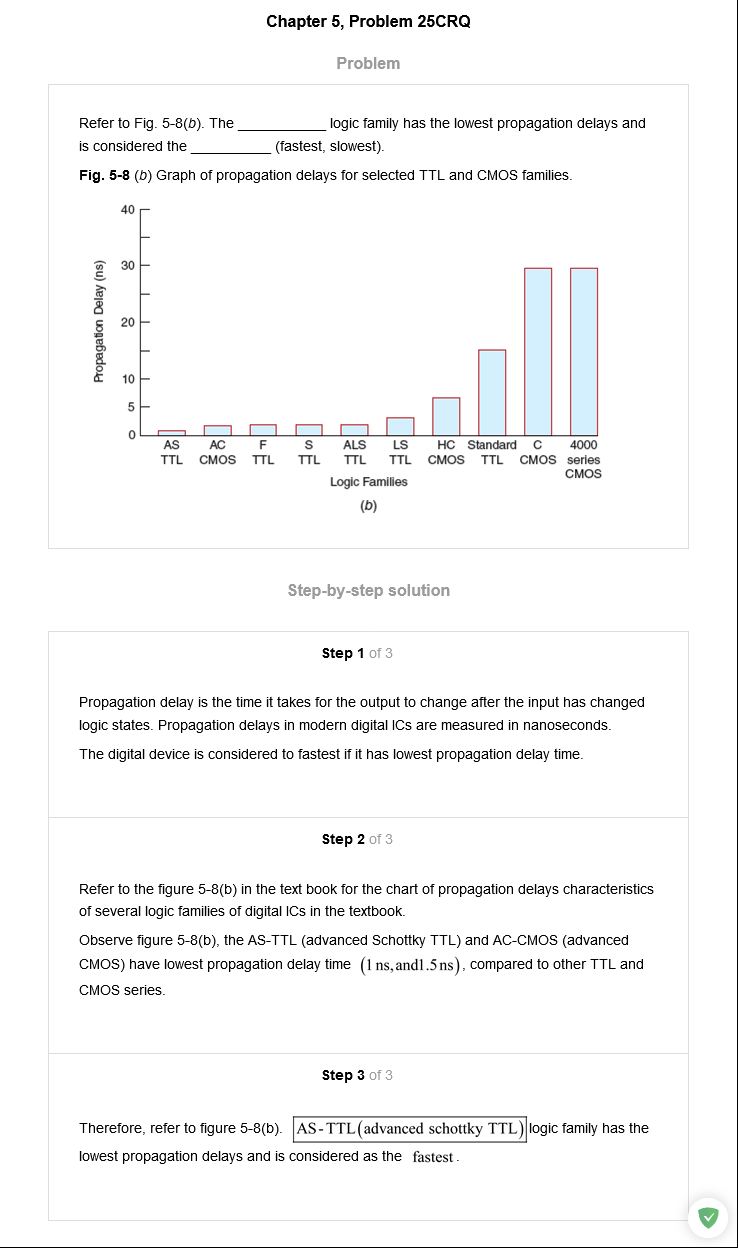 Chapter 5, Problem 25CRQ
Problem
Refer to Fig. 5-8(b). The ___________ logic family has the lowest propagation delays and
is considered the __________ (fastest, slowest).
Fig. 5-8 (b) Graph of propagation delays for selected TTL and CMOS families.
Propagation Delay (ns)
40
30
20
10
5
0
AS AC F S ALS LS HC Standard C 4000
TTL CMOS TTL TTL TTL TTL CMOS TTL CMOS series
CMOS
Logic Families
(b)
Step-by-step solution
Step 1 of 3
Propagation delay is the time it takes for the output to change after the input has changed
logic states. Propagation delays in modern digital ICs are measured in nanoseconds.
The digital device is considered to fastest if it has lowest propagation delay time.
Step 2 of 3
Refer to the figure 5-8(b) in the text book for the chart of propagation delays characteristics
of several logic families of digital ICs in the textbook.
Observe figure 5-8(b), the AS-TTL (advanced Schottky TTL) and AC-CMOS (advanced
CMOS) have lowest propagation delay time (1 ns,and1.5 ns), compared to other TTL and
CMOS series.
Step 3 of 3
Therefore, refer to figure 5-8(b). AS-TTL(advanced schottky TTL) logic family has the
lowest propagation delays and is considered as the fastest.